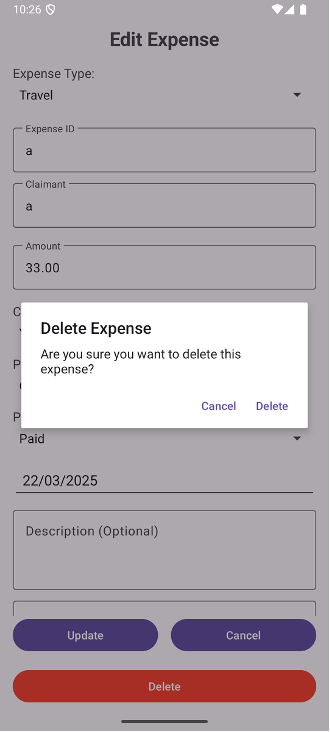 10:26
Edit Expense
Expense Type:
Travel
Expense ID
a
Claimant
a
Amount
33.00
Delete Expense
Are you sure you want to delete this
expense?
Cancel Delete
Paid
22/03/2025
Description (Optional)
Update Cancel
Delete